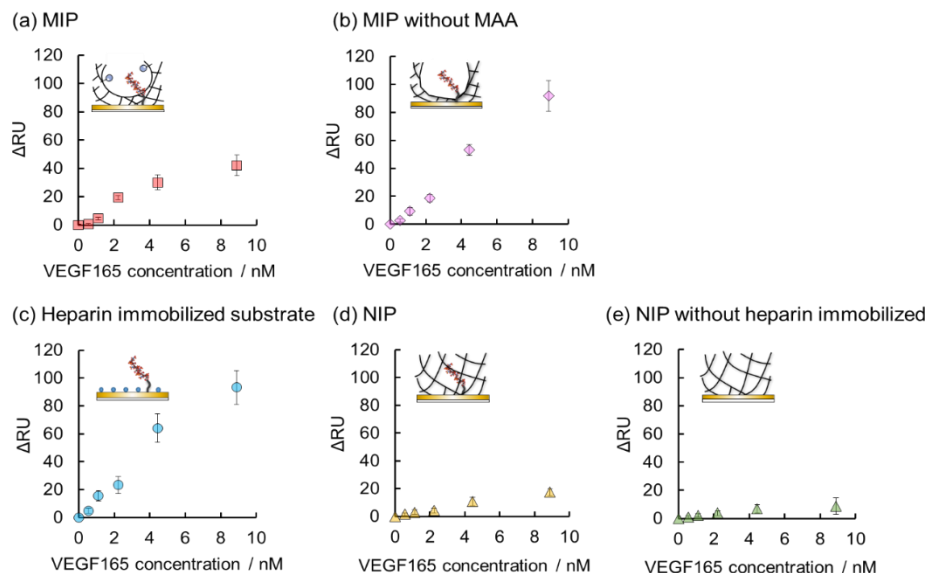 (a) MIP
120
100
80
60
40
20
0
ΔRU
0 2 4 6 8 10
VEGF165 concentration / nM
(b) MIP without MAA
120
100
80
60
40
20
0
ΔRU
0 2 4 6 8 10
VEGF165 concentration / nM
(c) Heparin immobilized substrate
120
100
80
60
40
20
0
ΔRU
0 2 4 6 8 10
VEGF165 concentration / nM
(d) NIP
120
100
80
60
40
20
0
ΔRU
0 2 4 6 8 10
VEGF165 concentration / nM
(e) NIP without heparin immobilized
120
100
80
60
40
20
0
ΔRU
0 2 4 6 8 10
VEGF165 concentration / nM